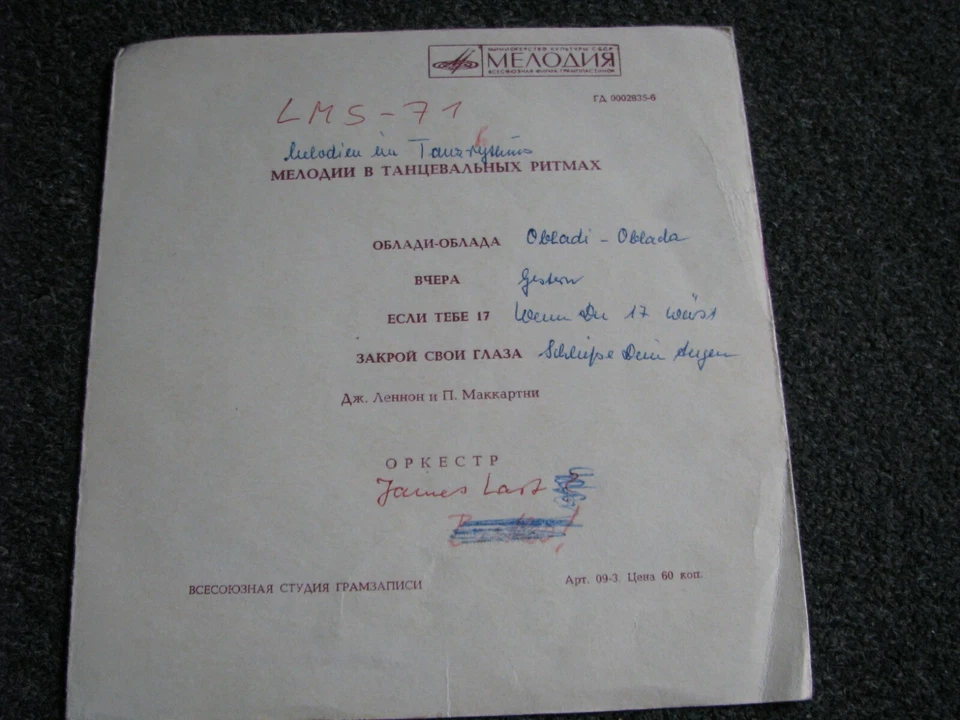 МИНИСТЕРСТВО КУЛЬТУРЫ СССР
МЕЛОДИЯ
ВСЕСОЮЗНАЯ ФИРМА ГРАМПЛАСТИНОК
ГД 0002835-6
LMS-71
Melodien im Tanzrythmus
МЕЛОДИИ В ТАНЦЕВАЛЬНЫХ РИТМАХ
ОБЛАДИ-ОБЛАДА Obladi - Oblada
ВЧЕРА Gestern
ЕСЛИ ТЕБЕ 17 Wenn Du 17 wärst
ЗАКРОЙ СВОИ ГЛАЗА Schließe Dein Augen
Дж. Леннон и П. Маккартни
ОРКЕСТР
James Last
ВСЕСОЮЗНАЯ СТУДИЯ ГРАМЗАПИСИ
Арт. 09-3. Цена 60 коп.